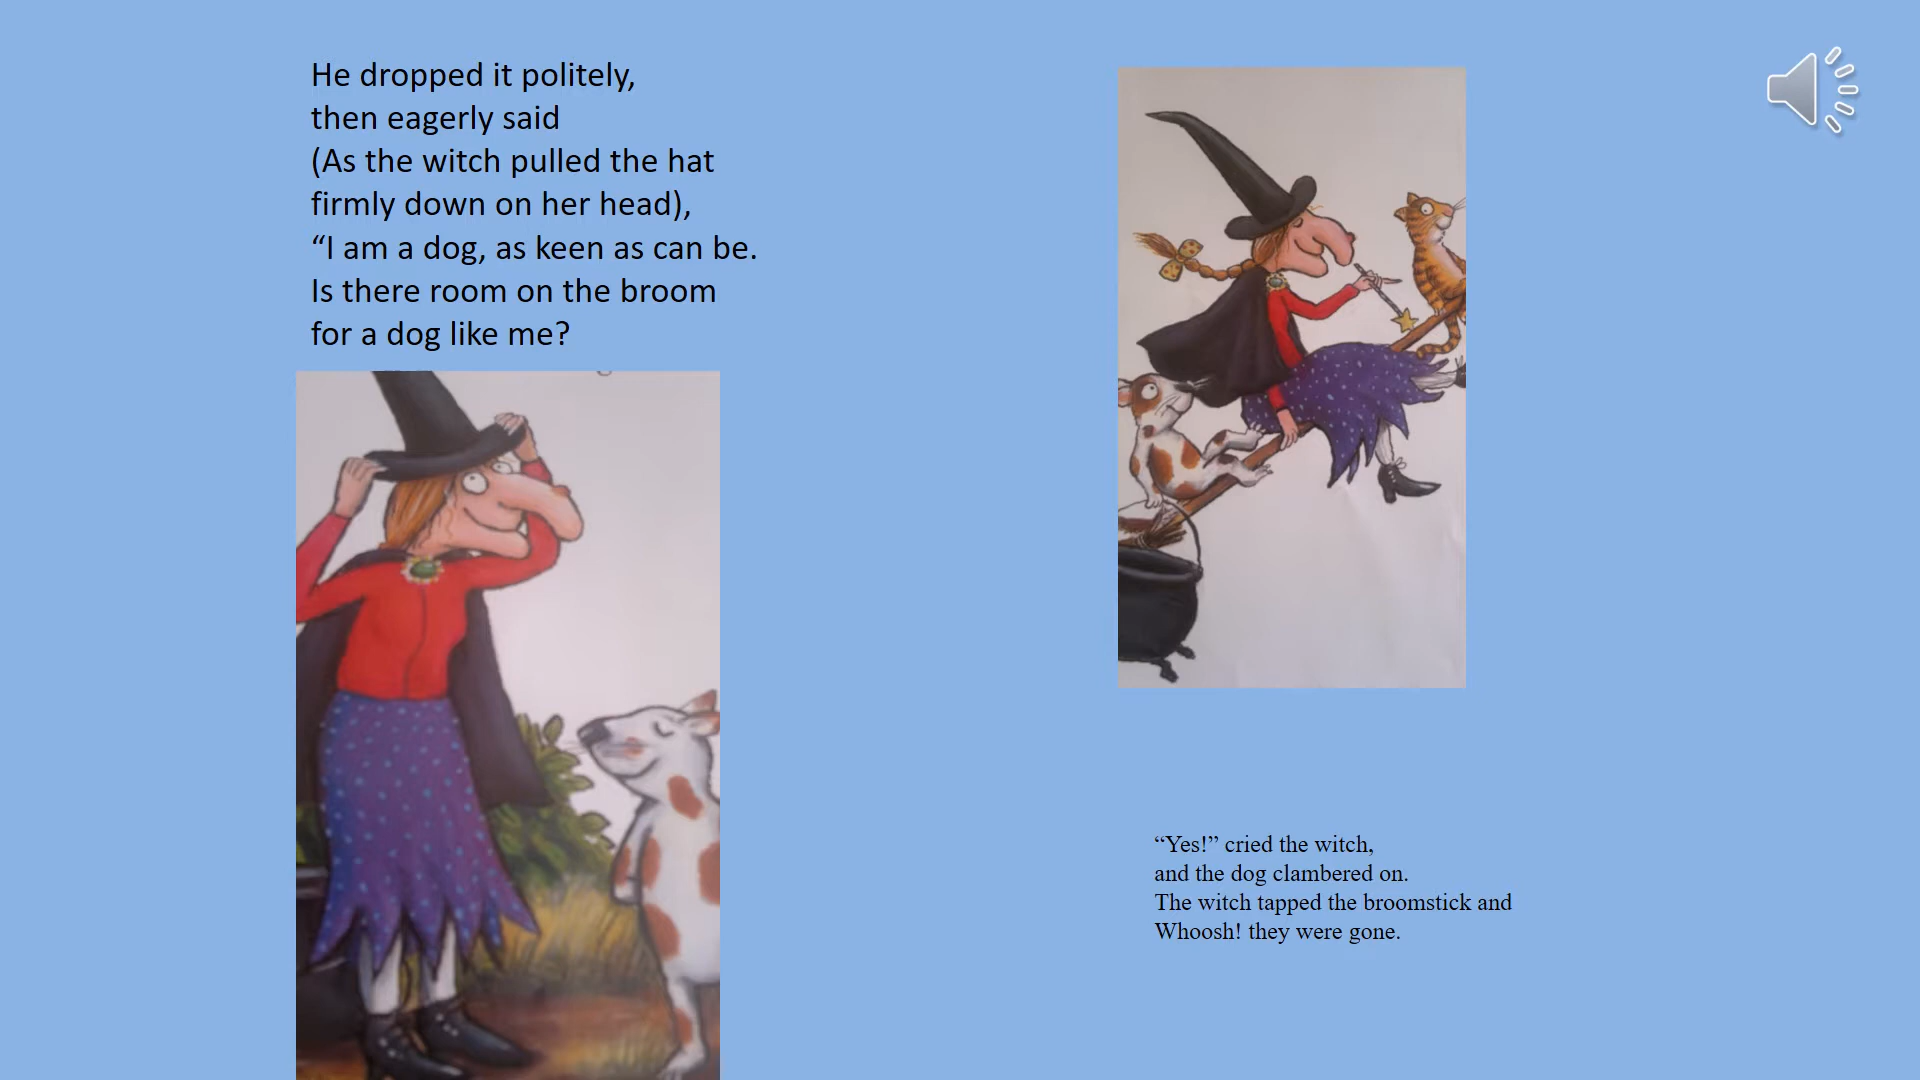 He dropped it politely,
then eagerly said
(As the witch pulled the hat
firmly down on her head),
“I am a dog, as keen as can be.
Is there room on the broom
for a dog like me?
“Yes!” cried the witch,
and the dog clambered on.
The witch tapped the broomstick and
Whoosh! they were gone.